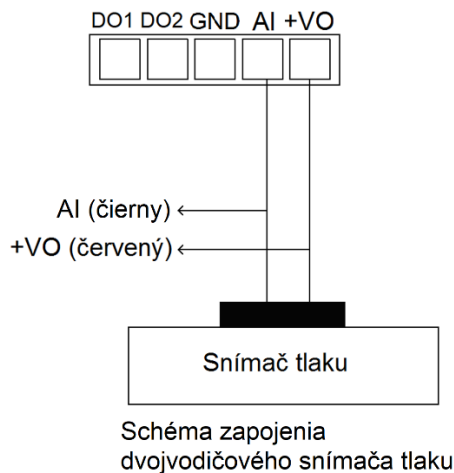 DO1 DO2 GND AI +VO
AI (čierny)
+VO (červený)
Snímač tlaku
Schéma zapojenia
dvojvodičového snímača tlaku